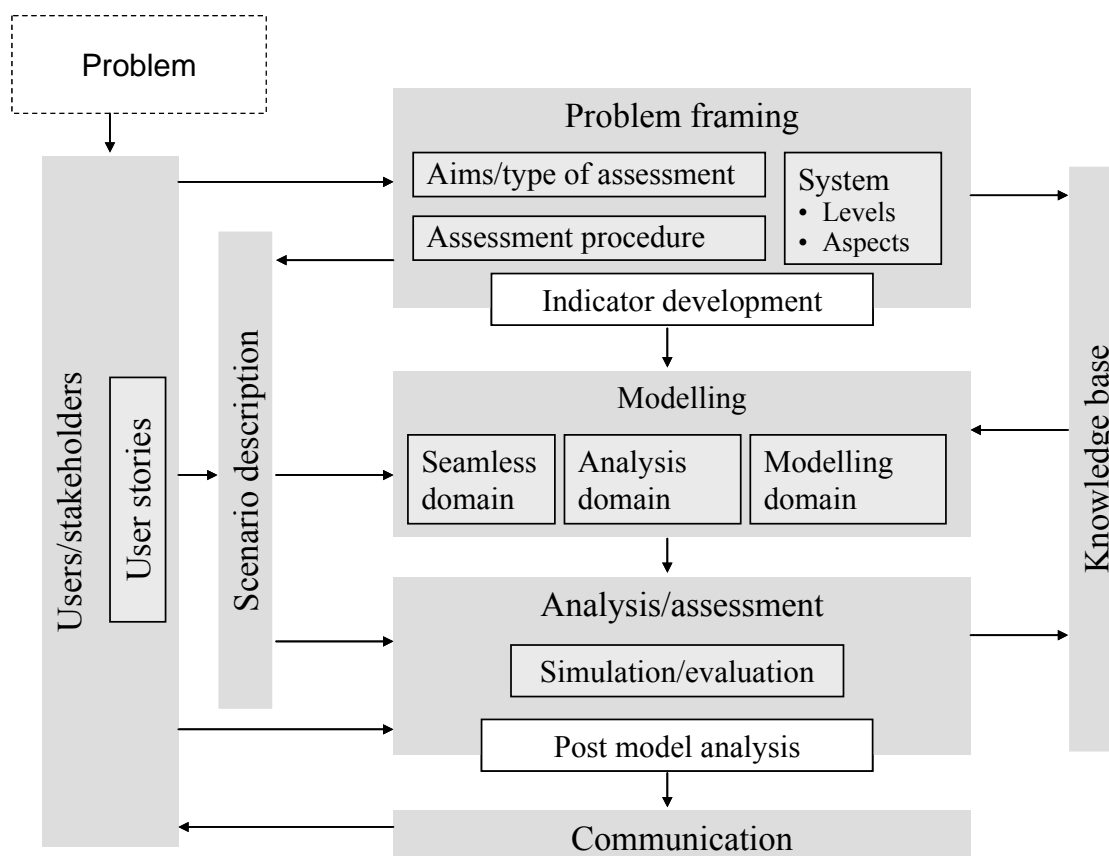 Problem
Problem framing
Aims/type of assessment
System
• Levels
• Aspects
Assessment procedure
Indicator development
Users/stakeholders
User stories
Scenario description
Modelling
Seamless
domain
Analysis
domain
Modelling
domain
Knowledge base
Analysis/assessment
Simulation/evaluation
Post model analysis
Communication